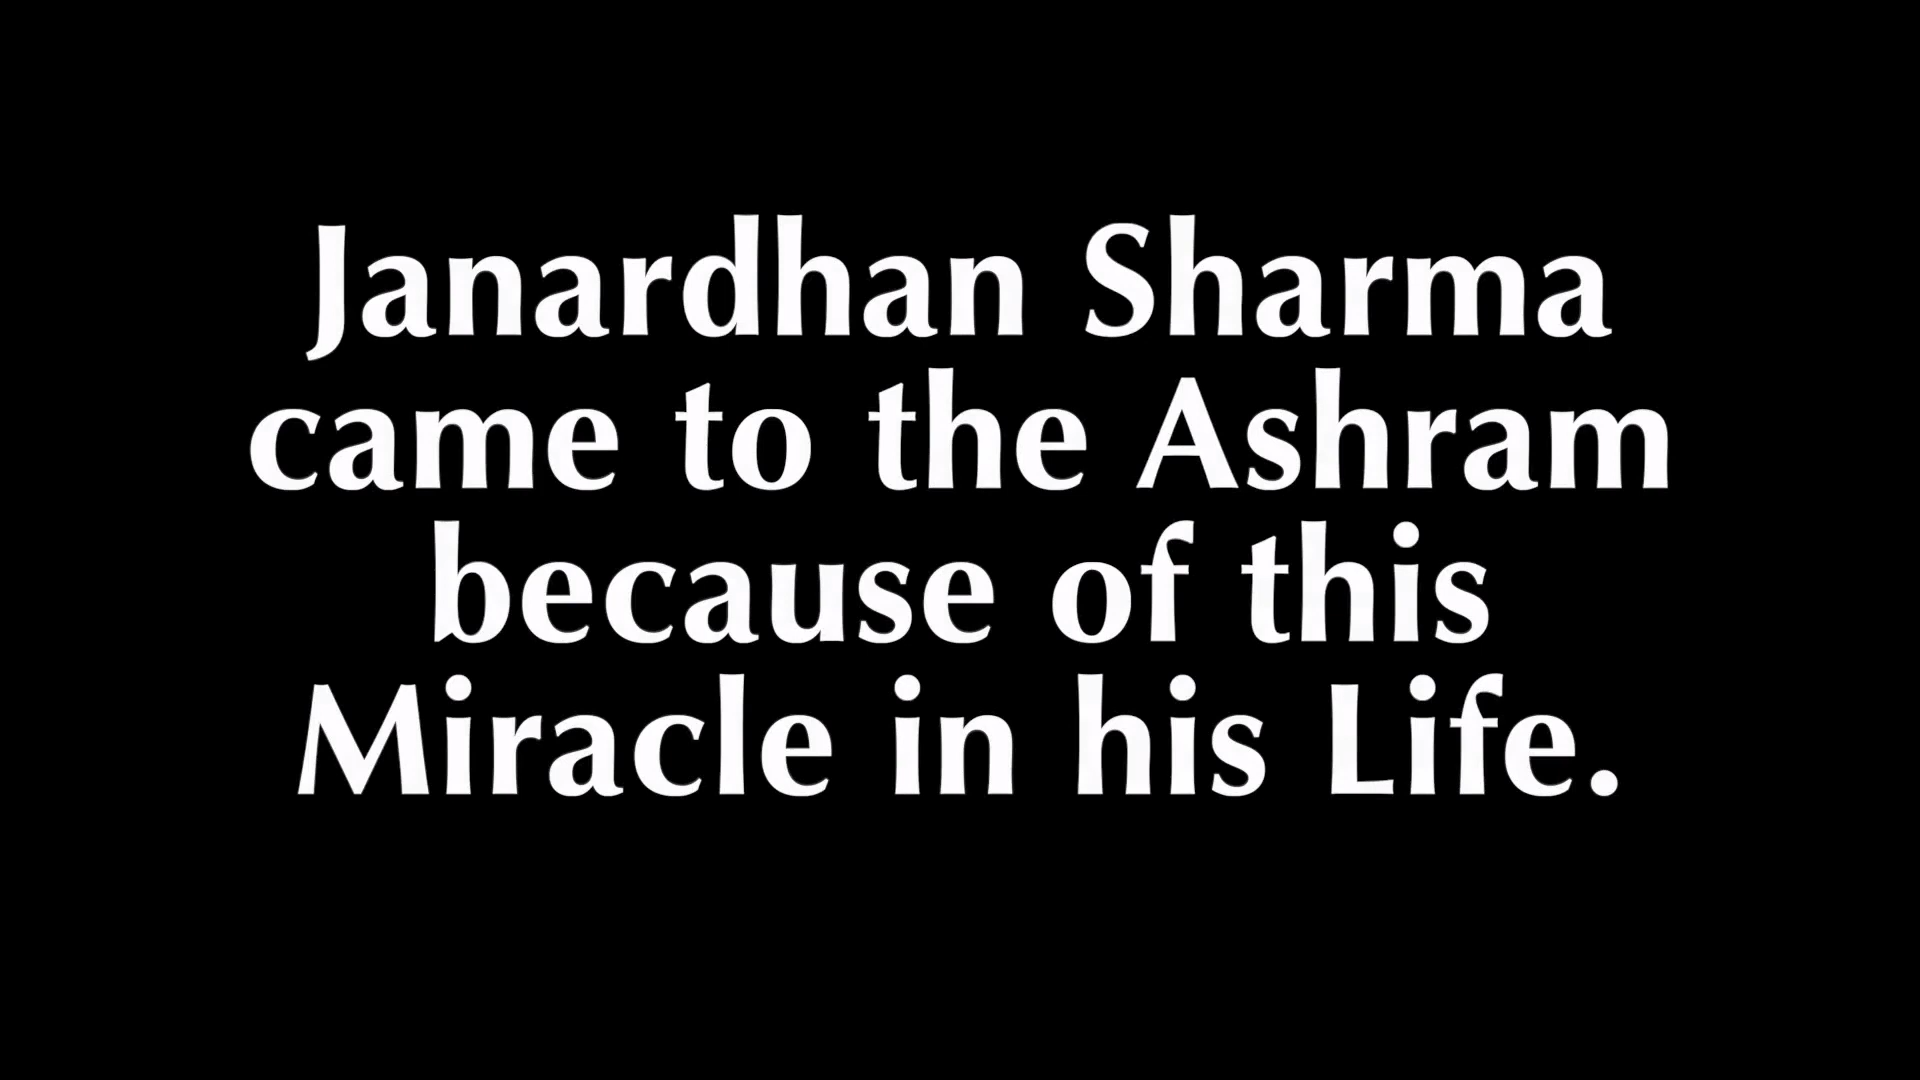 Janardhan Sharma
came to the Ashram
because of this
Miracle in his Life.